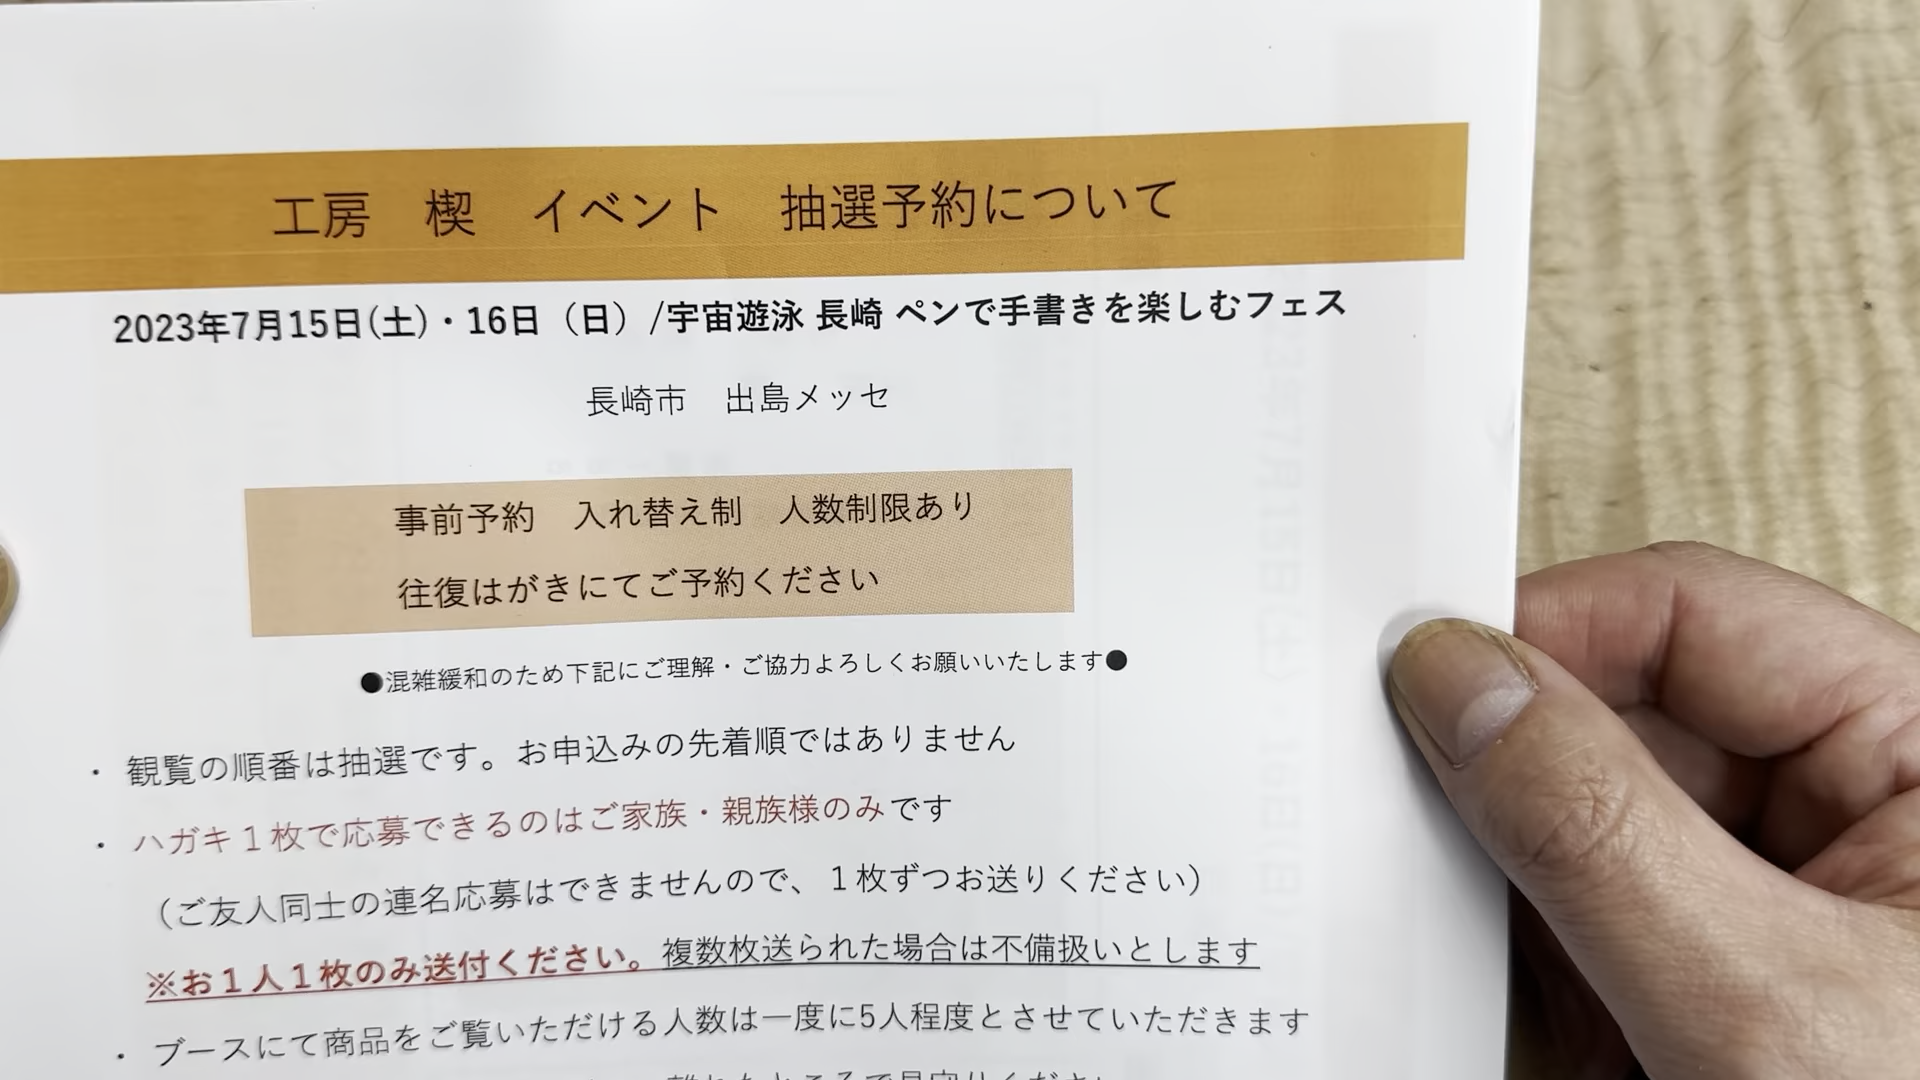 工房　楔　イベント　抽選予約について
2023年7月15日(土)・16日（日）/宇宙遊泳 長崎 ペンで手書きを楽しむフェス
長崎市　出島メッセ
事前予約　入れ替え制　人数制限あり
往復はがきにてご予約ください
●混雑緩和のため下記にご理解・ご協力よろしくお願いいたします●
・ 観覧の順番は抽選です。お申込みの先着順ではありません
・ ハガキ１枚で応募できるのはご家族・親族様のみです
（ご友人同士の連名応募はできませんので、１枚ずつお送りください）
※お１人１枚のみ送付ください。複数枚送られた場合は不備扱いとします
・ ブースにて商品をご覧いただける人数は一度に5人程度とさせていただきます